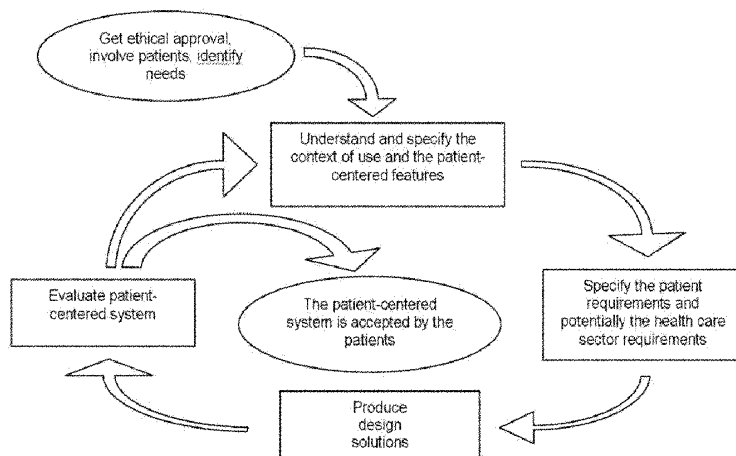 Get ethical approval,
involve patients, identify
needs
Understand and specify the
context of use and the patient-
centered features
Evaluate patient-
centered system
The patient-centered
system is accepted by the
patients
Specify the patient
requirements and
potentially the health care
sector requirements
Produce
design
solutions